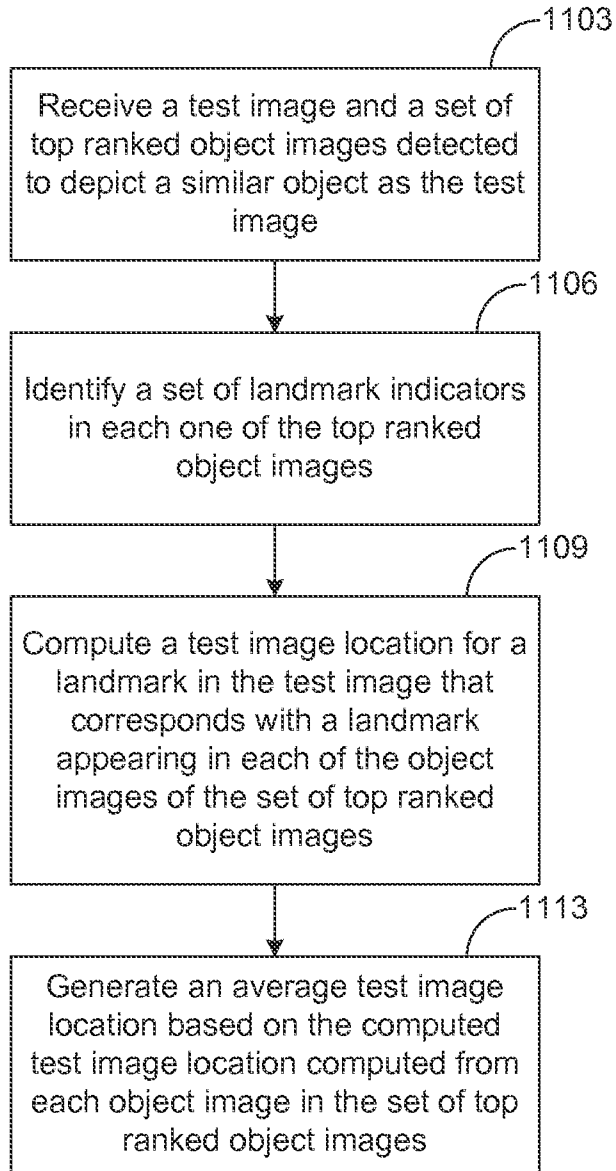 1103
Receive a test image and a set of
top ranked object images detected
to depict a similar object as the test
image
1106
Identify a set of landmark indicators
in each one of the top ranked
object images
1109
Compute a test image location for a
landmark in the test image that
corresponds with a landmark
appearing in each of the object
images of the set of top ranked
object images
1113
Generate an average test image
location based on the computed
test image location computed from
each object image in the set of top
ranked object images